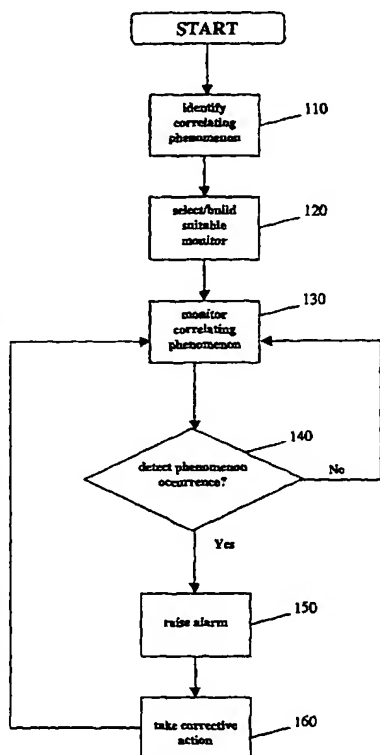 START
identify
correlating
phenomenon
110
select/build
suitable
monitor
120
monitor
correlating
phenomenon
130
detect phenomenon
occurrence?
140
No
Yes
raise alarm
150
take corrective
action
160